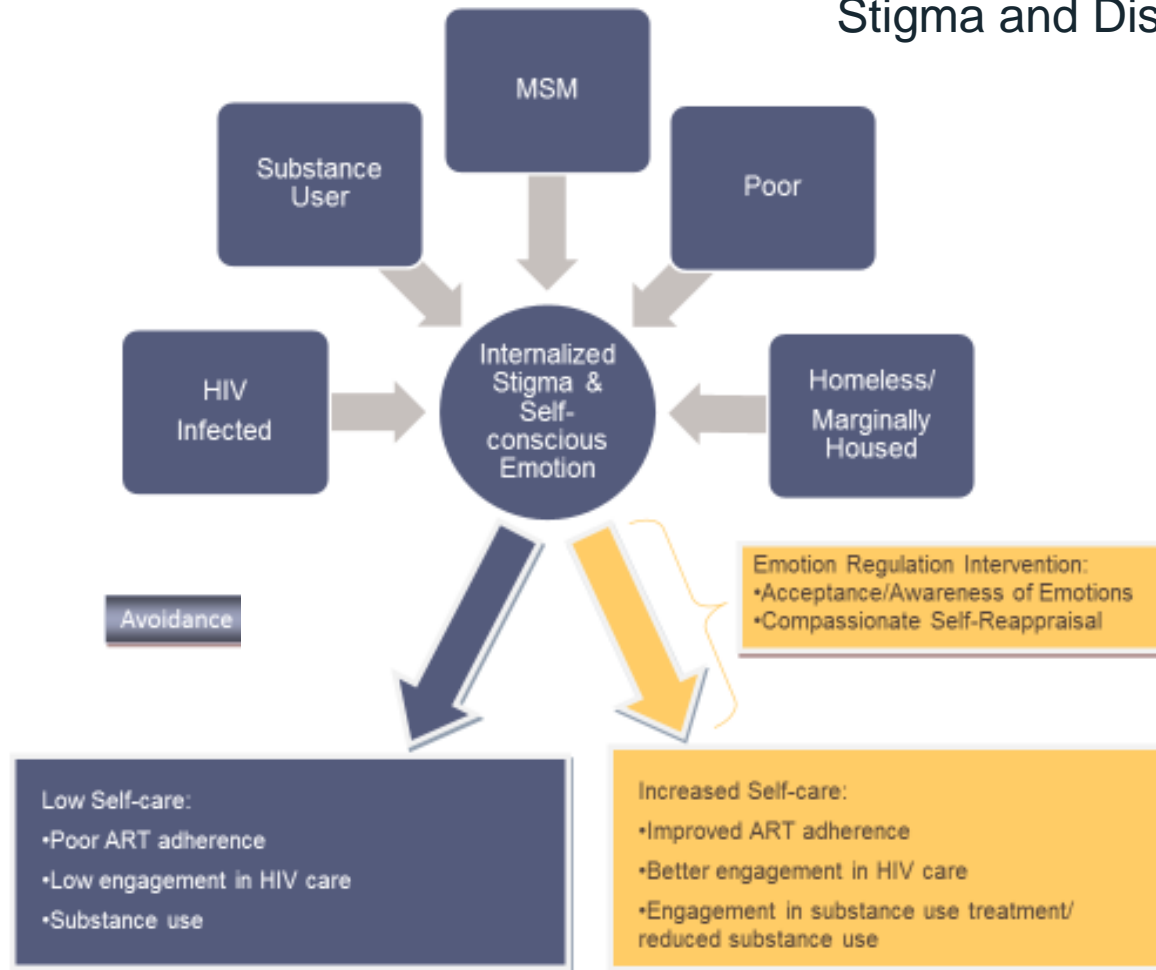 Stigma and Dis
MSM
Substance
User
Poor
HIV
Infected
Internalized
Stigma &
Self-
conscious
Emotion
Homeless/
Marginally
Housed
Emotion Regulation Intervention:
•Acceptance/Awareness of Emotions
•Compassionate Self-Reappraisal
Avoidance
Low Self-care:
•Poor ART adherence
•Low engagement in HIV care
•Substance use
Increased Self-care:
•Improved ART adherence
•Better engagement in HIV care
•Engagement in substance use treatment/
reduced substance use